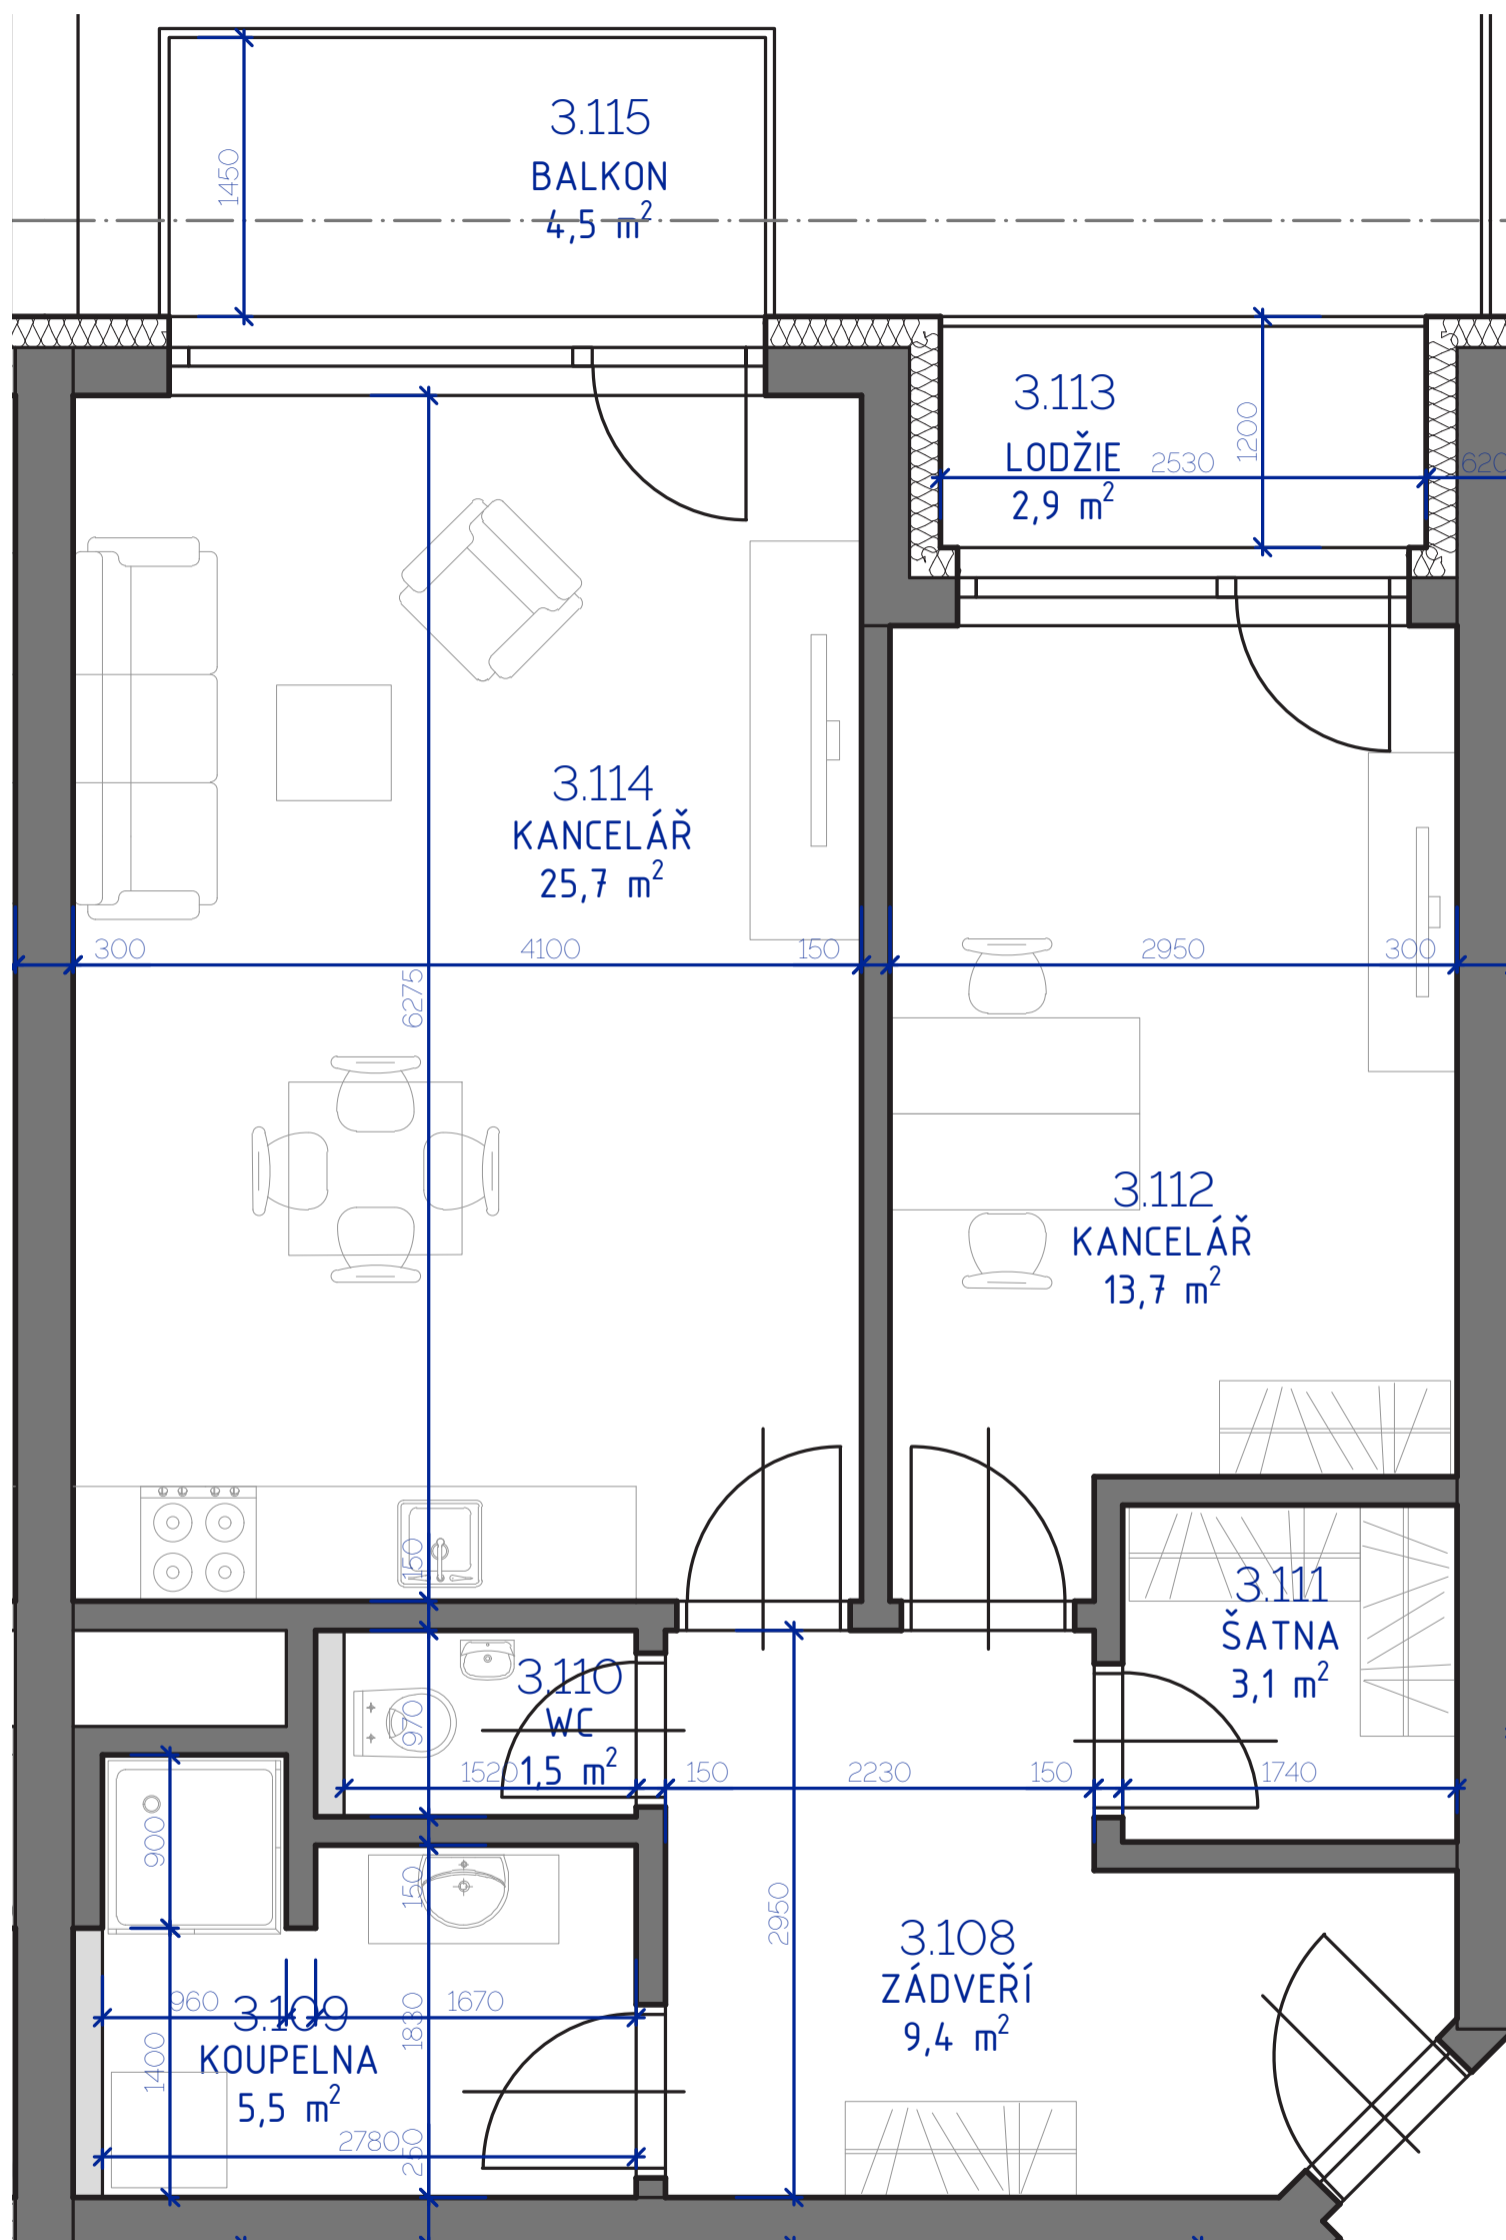 3.115
BALKON
4,5 m²
1450
3.113
LODŽIE
2,9 m²
2530
1200
620
3.114
KANCELÁŘ
25,7 m²
300
4100
150
2950
300
6275
3.112
KANCELÁŘ
13,7 m²
150
3.111
ŠATNA
3,1 m²
3.110
WC
1,5 m²
970
1520
150
2230
150
1740
900
150
2950
3.108
ZÁDVEŘÍ
9,4 m²
960
3.109
KOUPELNA
5,5 m²
1670
1830
1400
2780
250